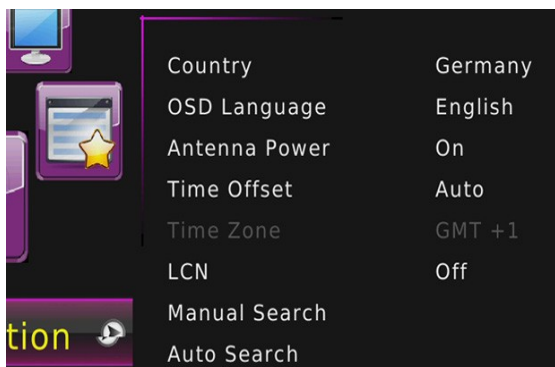 Country Germany
OSD Language English
Antenna Power On
Time Offset Auto
Time Zone GMT +1
LCN Off
Manual Search
tion
Auto Search